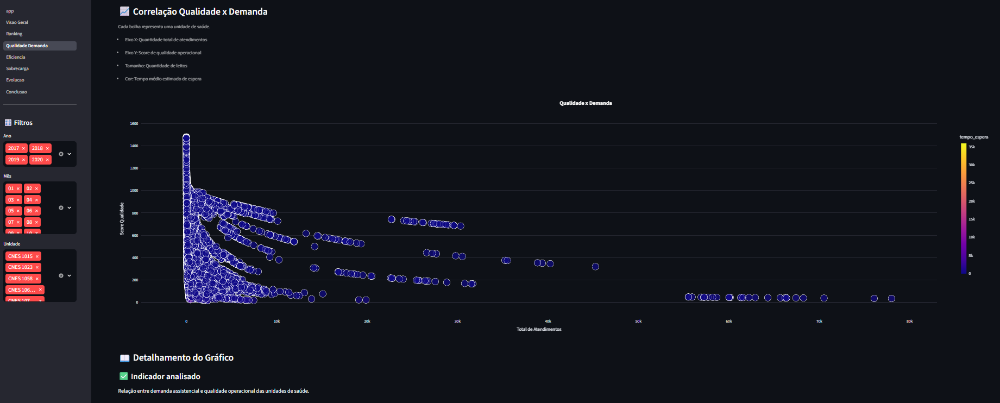 app
Visao Geral
Ranking
Qualidade Demanda
Eficiencia
Sobrecarga
Evolucao
Conclusao
Filtros
Ano
2017 × 2018 ×
2019 × 2020 ×
Mês
01 × 02 ×
03 × 04 ×
05 × 06 ×
07 × 08 ×
09 × 10 ×
Unidade
CNES 1015 ×
CNES 1023 ×
CNES 1058 ×
CNES 106... ×
CNES 107 ×
Correlação Qualidade x Demanda
Cada bolha representa uma unidade de saúde.
• Eixo X: Quantidade total de atendimentos
• Eixo Y: Score de qualidade operacional
• Tamanho: Quantidade de leitos
• Cor: Tempo médio estimado de espera
Qualidade x Demanda
Score Qualidade
1600
1400
1200
1000
800
600
400
200
0
0 10k 20k 30k 40k 50k 60k 70k 80k
Total de Atendimentos
tempo_espera
35k
30k
25k
20k
15k
10k
5k
0
Detalhamento do Gráfico
Indicador analisado
Relação entre demanda assistencial e qualidade operacional das unidades de saúde.